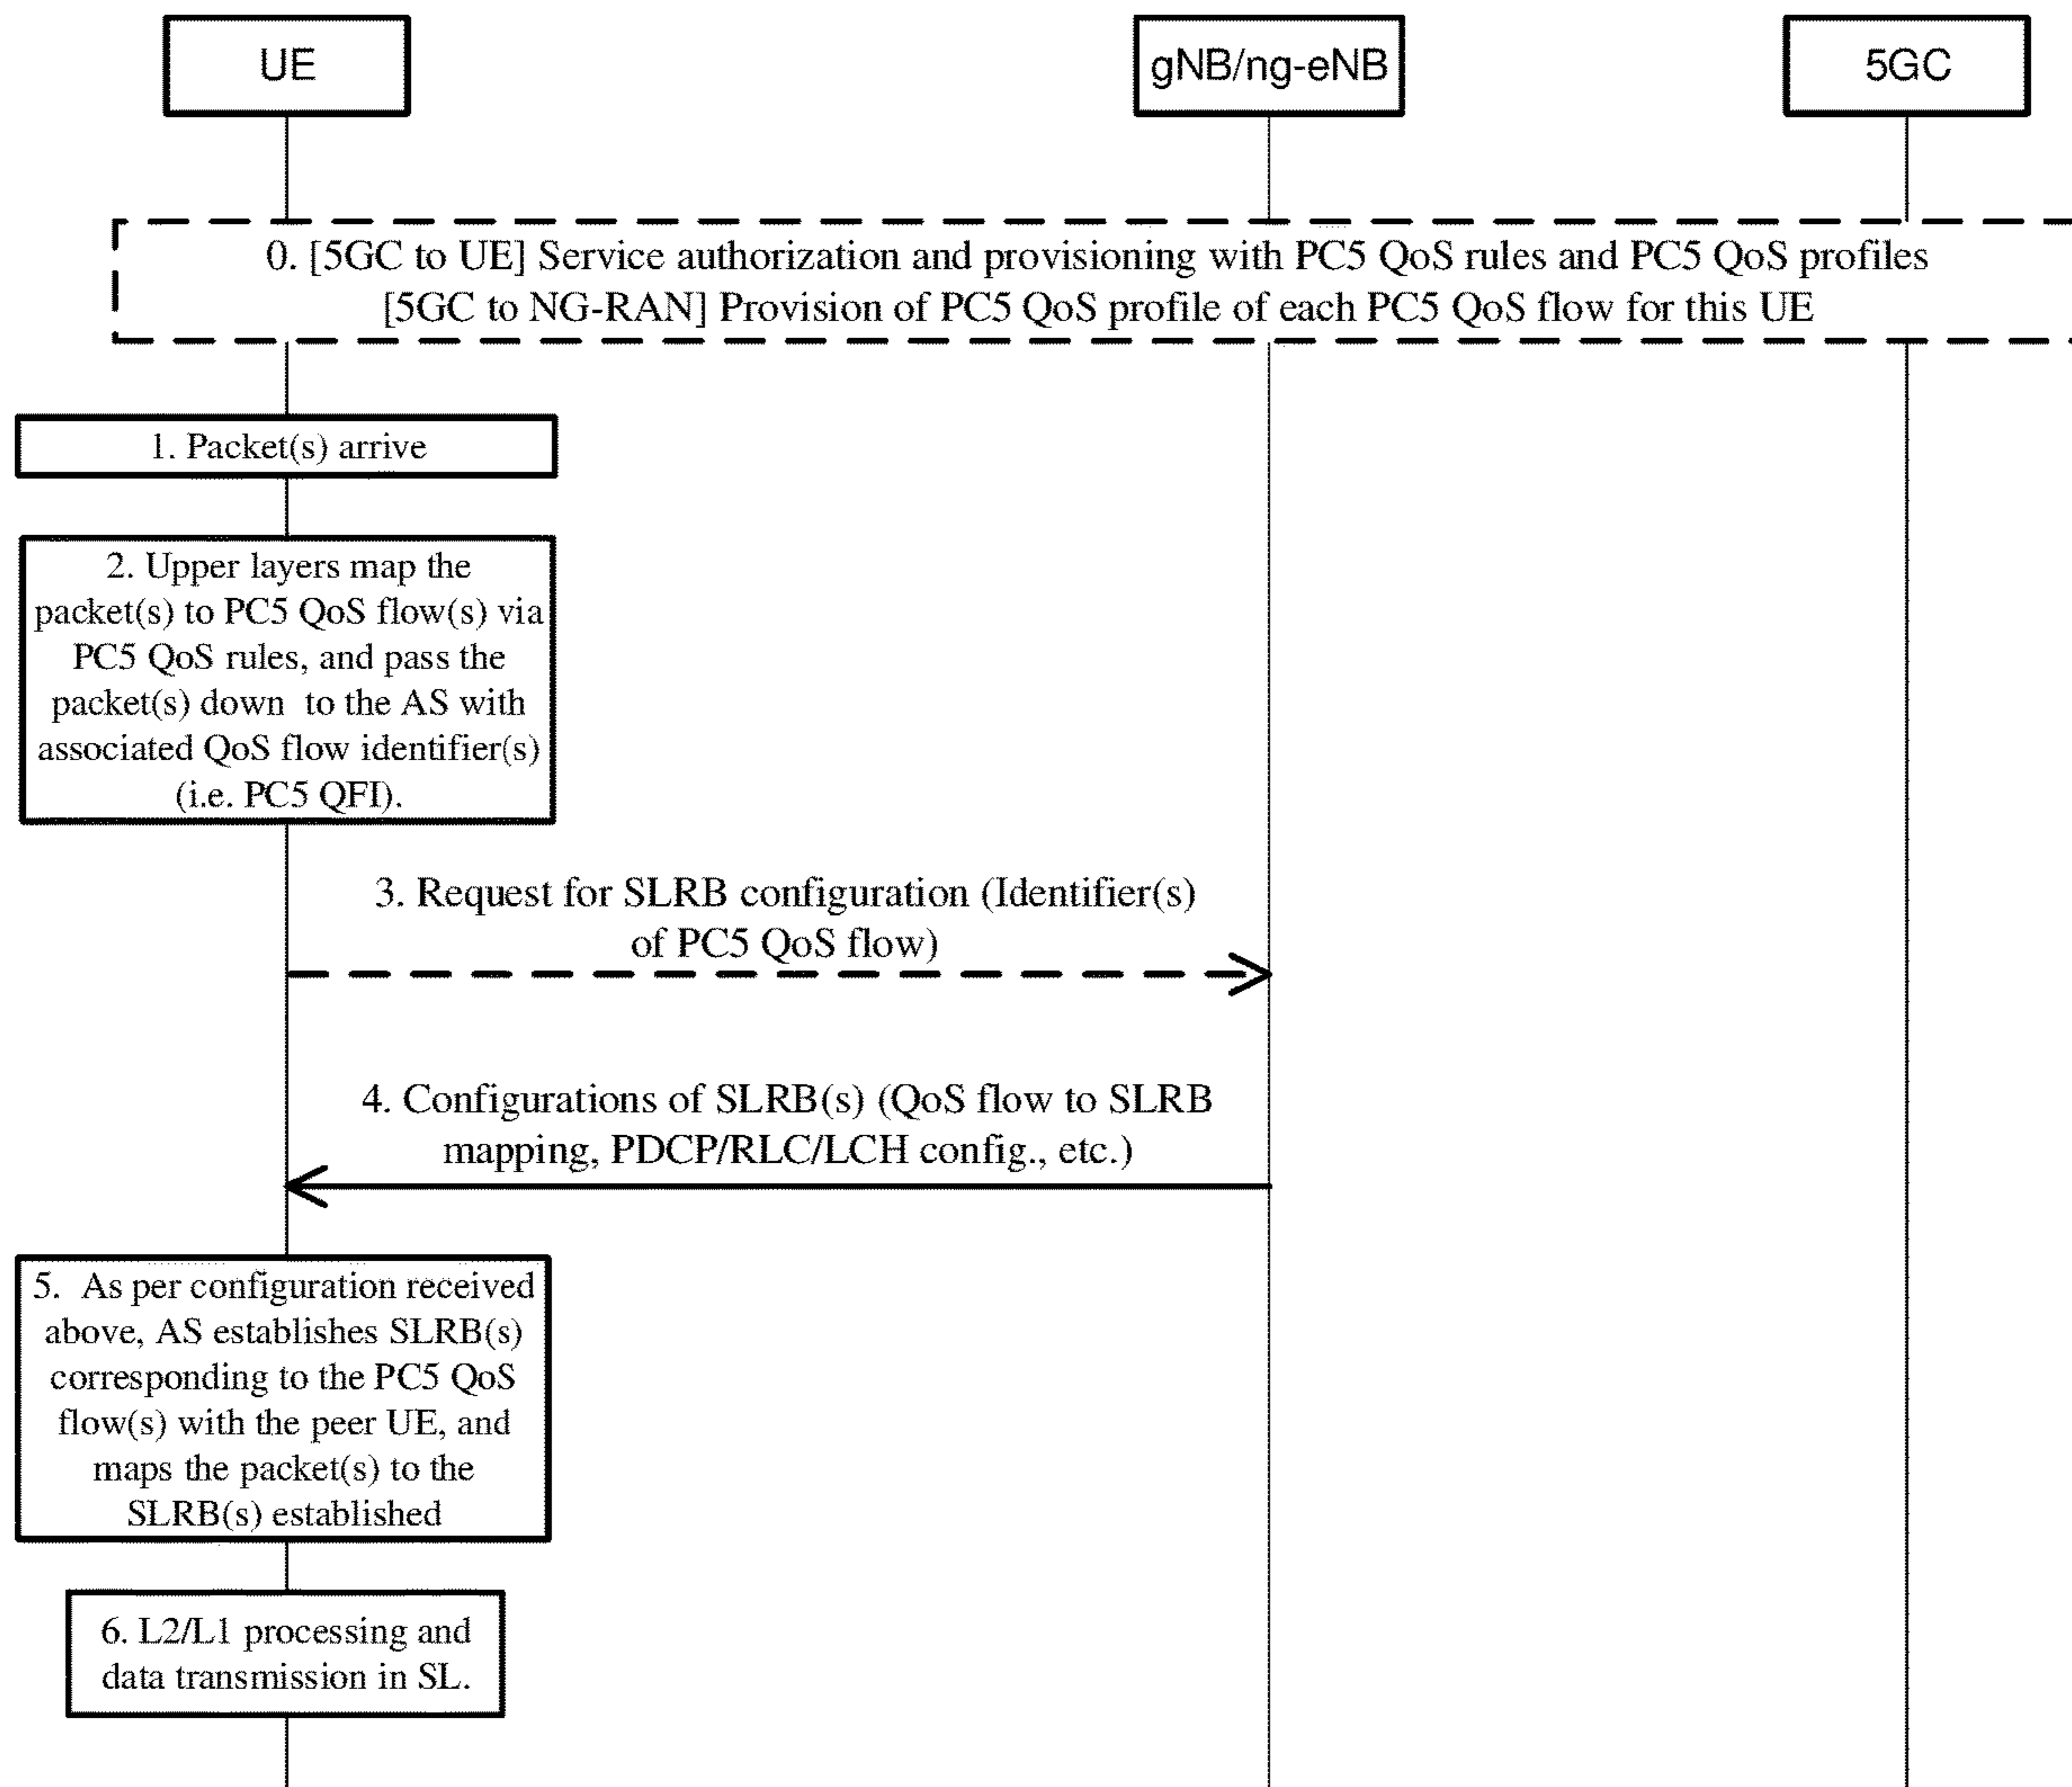 UE
gNB/ng-eNB
5GC
0. [5GC to UE] Service authorization and provisioning with PC5 QoS rules and PC5 QoS profiles
[5GC to NG-RAN] Provision of PC5 QoS profile of each PC5 QoS flow for this UE
1. Packet(s) arrive
2. Upper layers map the
packet(s) to PC5 QoS flow(s) via
PC5 QoS rules, and pass the
packet(s) down to the AS with
associated QoS flow identifier(s)
(i.e. PC5 QFI).
3. Request for SLRB configuration (Identifier(s)
of PC5 QoS flow)
4. Configurations of SLRB(s) (QoS flow to SLRB
mapping, PDCP/RLC/LCH config., etc.)
5. As per configuration received
above, AS establishes SLRB(s)
corresponding to the PC5 QoS
flow(s) with the peer UE, and
maps the packet(s) to the
SLRB(s) established
6. L2/L1 processing and
data transmission in SL.